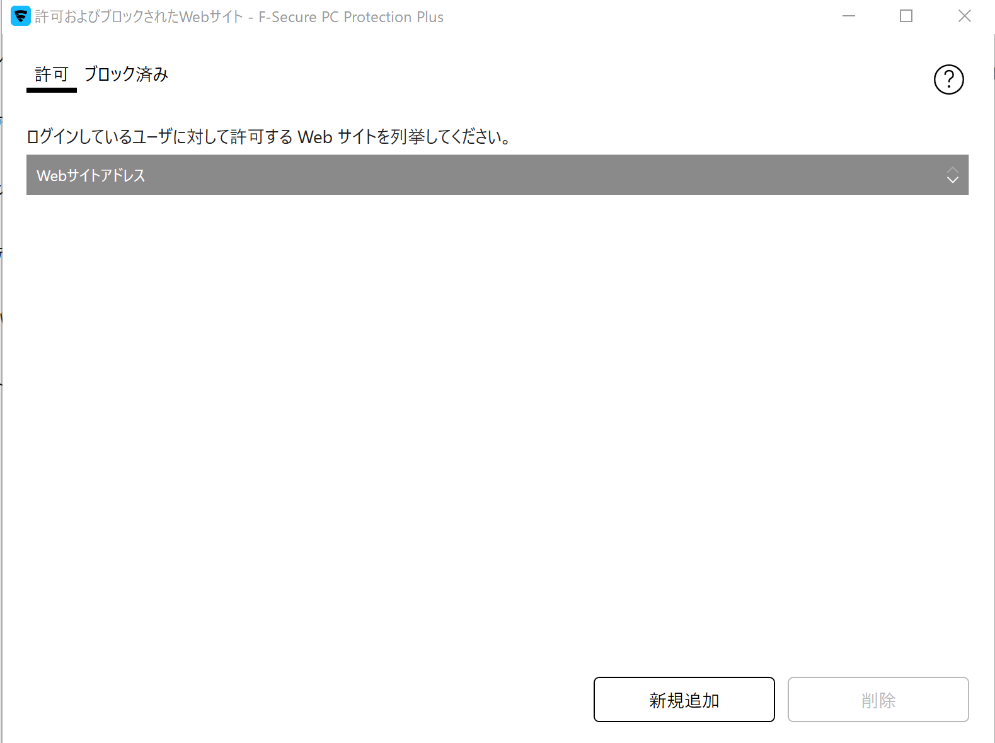 許可およびブロックされたWebサイト - F-Secure PC Protection Plus
許可 ブロック済み
?
ログインしているユーザに対して許可する Web サイトを列挙してください。
Webサイトアドレス
新規追加 削除